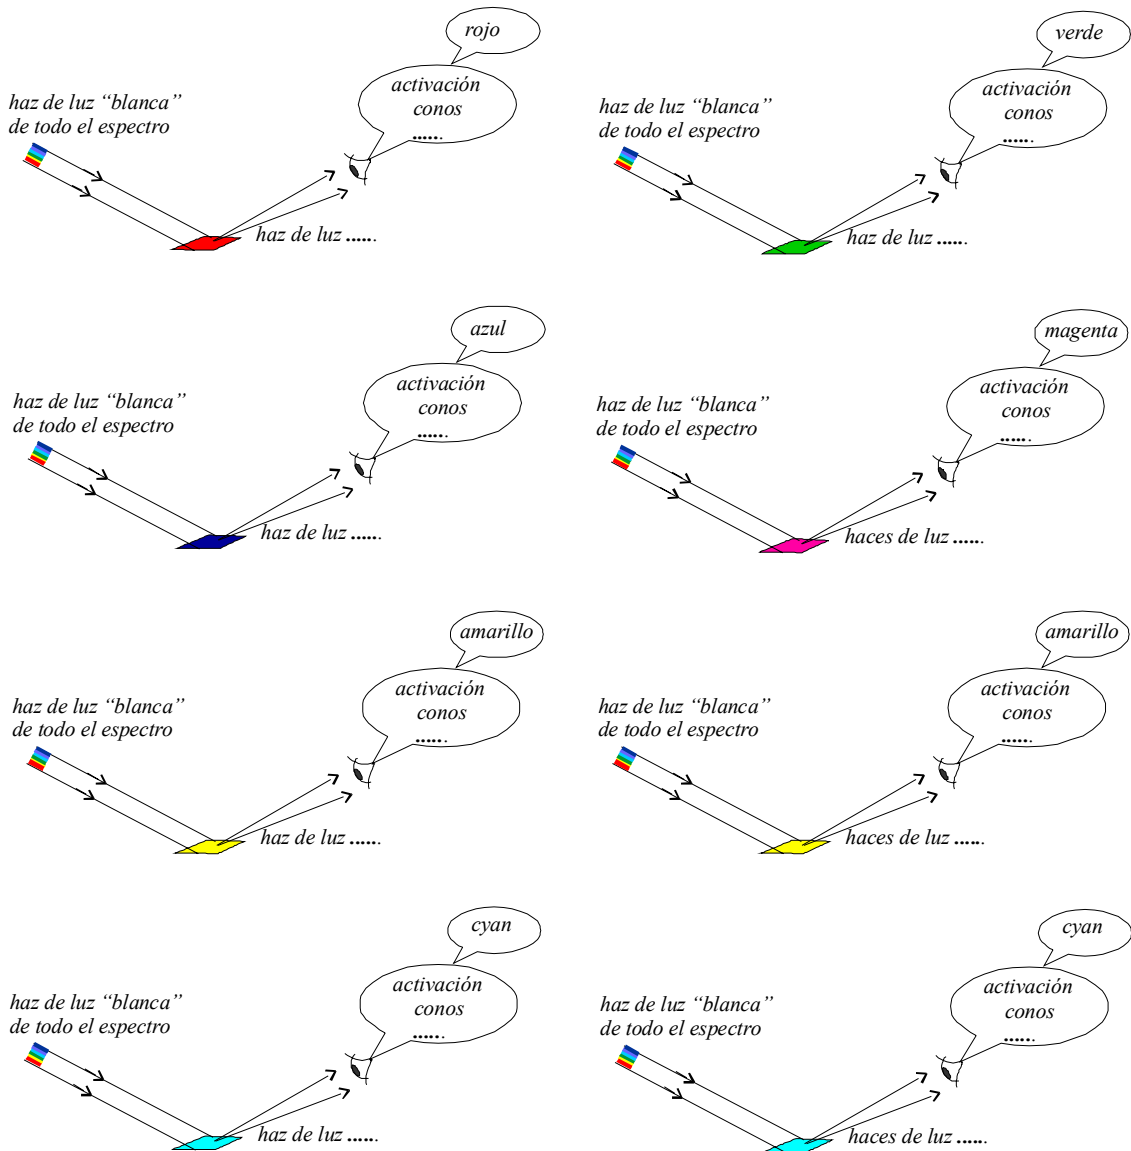 rojo
activación
conos
......
haz de luz “blanca”
de todo el espectro
haz de luz ......
verde
activación
conos
......
haz de luz “blanca”
de todo el espectro
haz de luz ......
azul
activación
conos
......
haz de luz “blanca”
de todo el espectro
haz de luz ......
magenta
activación
conos
......
haz de luz “blanca”
de todo el espectro
haces de luz ......
amarillo
activación
conos
......
haz de luz “blanca”
de todo el espectro
haz de luz ......
amarillo
activación
conos
......
haz de luz “blanca”
de todo el espectro
haces de luz ......
cyan
activación
conos
......
haz de luz “blanca”
de todo el espectro
haz de luz ......
cyan
activación
conos
......
haz de luz “blanca”
de todo el espectro
haces de luz ......